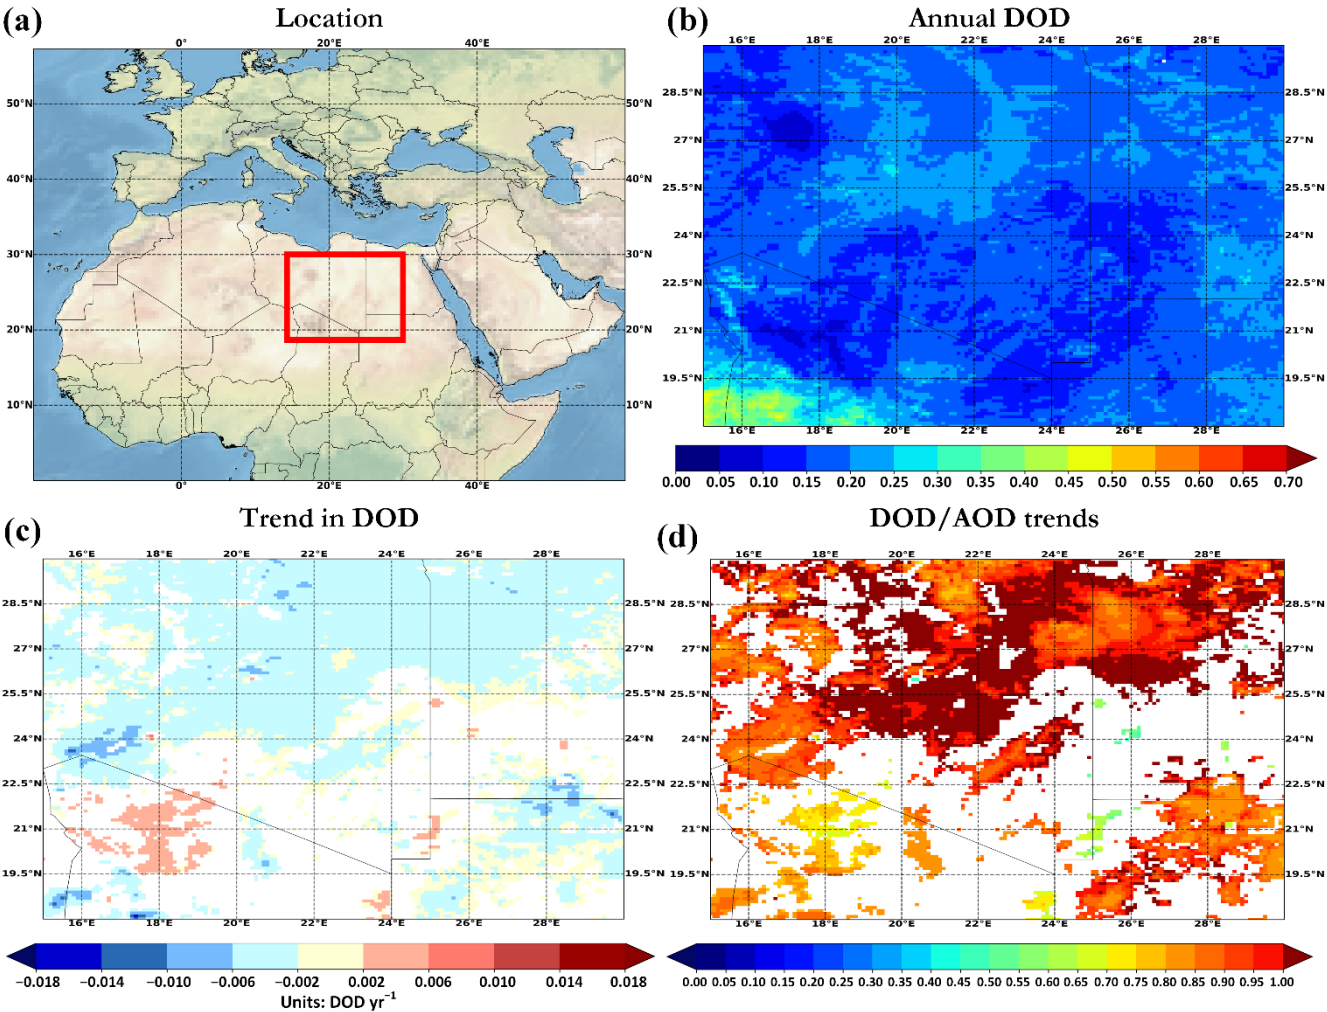 (a) Location
0° 20°E 40°E
50°N 50°N
40°N 40°N
30°N 30°N
20°N 20°N
10°N 10°N
0° 20°E 40°E
(b) Annual DOD
16°E 18°E 20°E 22°E 24°E 26°E 28°E
28.5°N 28.5°N
27°N 27°N
25.5°N 25.5°N
24°N 24°N
22.5°N 22.5°N
21°N 21°N
19.5°N 19.5°N
16°E 18°E 20°E 22°E 24°E 26°E 28°E
0.00 0.05 0.10 0.15 0.20 0.25 0.30 0.35 0.40 0.45 0.50 0.55 0.60 0.65 0.70
(c) Trend in DOD
16°E 18°E 20°E 22°E 24°E 26°E 28°E
28.5°N 28.5°N
27°N 27°N
25.5°N 25.5°N
24°N 24°N
22.5°N 22.5°N
21°N 21°N
19.5°N 19.5°N
16°E 18°E 20°E 22°E 24°E 26°E 28°E
−0.018 −0.014 −0.010 −0.006 −0.002 0.002 0.006 0.010 0.014 0.018
Units: DOD yr⁻¹
(d) DOD/AOD trends
16°E 18°E 20°E 22°E 24°E 26°E 28°E
28.5°N 28.5°N
27°N 27°N
25.5°N 25.5°N
24°N 24°N
22.5°N 22.5°N
21°N 21°N
19.5°N 19.5°N
16°E 18°E 20°E 22°E 24°E 26°E 28°E
0.00 0.05 0.10 0.15 0.20 0.25 0.30 0.35 0.40 0.45 0.50 0.55 0.60 0.65 0.70 0.75 0.80 0.85 0.90 0.95 1.00